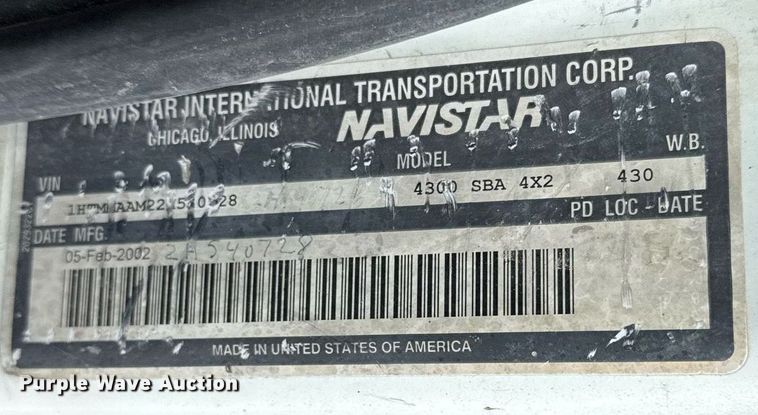 NAVISTAR INTERNATIONAL TRANSPORTATION CORP.
CHICAGO, ILLINOIS NAVISTAR
VIN MODEL W.B.
4300 SBA 4X2 430
DATE MFG. PD LOC - DATE
05-Feb-2002 2H540728
MADE IN UNITED STATES OF AMERICA
Purple Wave Auction